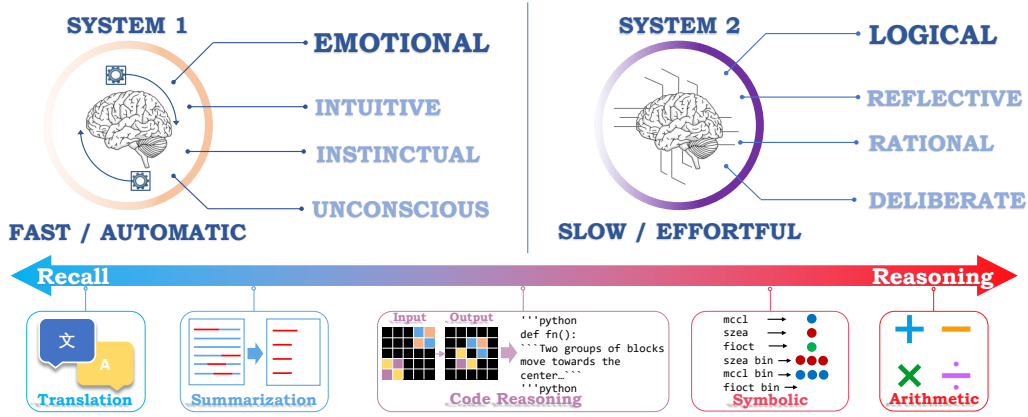 SYSTEM 1
EMOTIONAL
INTUITIVE
INSTINCTUAL
UNCONSCIOUS
FAST / AUTOMATIC
SYSTEM 2
LOGICAL
REFLECTIVE
RATIONAL
DELIBERATE
SLOW / EFFORTFUL
Recall
Reasoning
文
A
Translation
Summarization
Input
Output
'''python
def fn():
```Two groups of blocks
move towards the
center…```
'''python
Code Reasoning
mccl
szea
fioct
szea bin
mccl bin
fioct bin
Symbolic
+ −
× ÷
Arithmetic